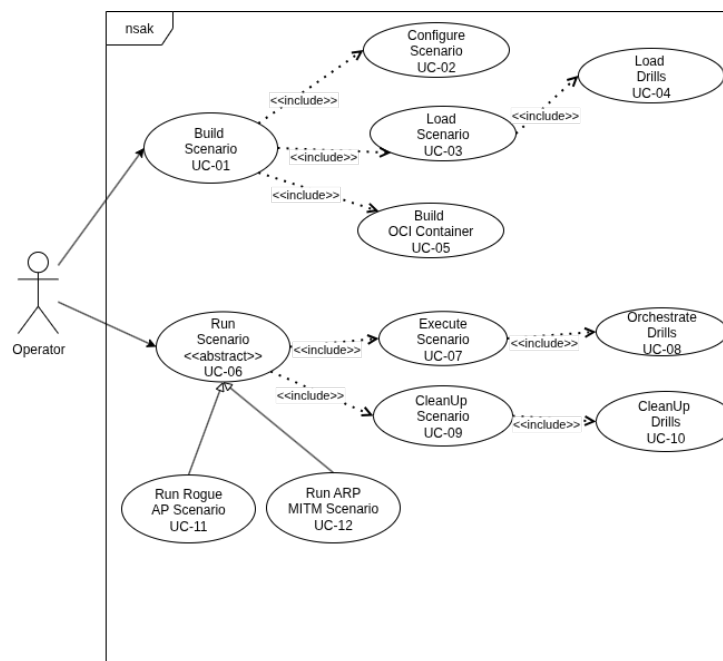 nsak
Configure
Scenario
UC-02
Load
Drills
UC-04
<<include>>
Build
Scenario
UC-01
Load
Scenario
UC-03
<<include>>
<<include>>
<<include>>
Build
OCI Container
UC-05
Operator
Run
Scenario
<<abstract>>
UC-06
<<include>>
Execute
Scenario
UC-07
<<include>>
Orchestrate
Drills
UC-08
<<include>>
CleanUp
Scenario
UC-09
<<include>>
CleanUp
Drills
UC-10
Run Rogue
AP Scenario
UC-11
Run ARP
MITM Scenario
UC-12